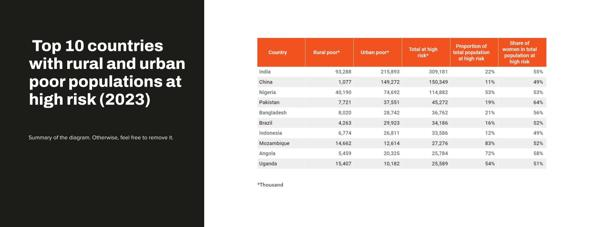 Top 10 countries
with rural and urban
poor populations at
high risk (2023)
Summary of the diagram. Otherwise, feel free to remove it.
Country Rural poor* Urban poor* Total at high risk* Proportion of total population at high risk Share of women in total population at high risk
India 93,288 215,893 309,181 22% 55%
China 1,077 149,272 150,349 11% 49%
Nigeria 40,190 74,692 114,882 53% 53%
Pakistan 7,721 37,551 45,272 19% 64%
Bangladesh 8,020 28,742 36,762 21% 56%
Brazil 4,263 29,923 34,186 16% 52%
Indonesia 6,774 26,811 33,586 12% 49%
Mozambique 14,662 12,614 27,276 83% 52%
Angola 5,459 20,325 25,784 72% 58%
Uganda 15,407 10,182 25,589 54% 51%
*Thousand